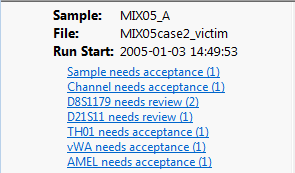 Sample: MIX05_A
File: MIX05case2_victim
Run Start: 2005-01-03 14:49:53
Sample needs acceptance (1)
Channel needs acceptance (1)
D8S1179 needs review (2)
D21S11 needs review (1)
TH01 needs acceptance (1)
vWA needs acceptance (1)
AMEL needs acceptance (1)